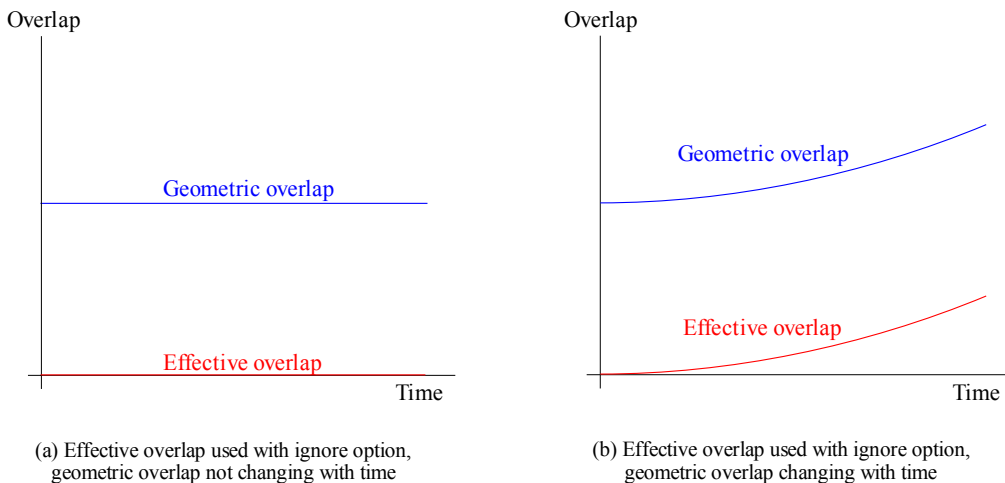 Overlap
Geometric overlap
Effective overlap
Time
(a) Effective overlap used with ignore option,
geometric overlap not changing with time
Overlap
Geometric overlap
Effective overlap
Time
(b) Effective overlap used with ignore option,
geometric overlap changing with time